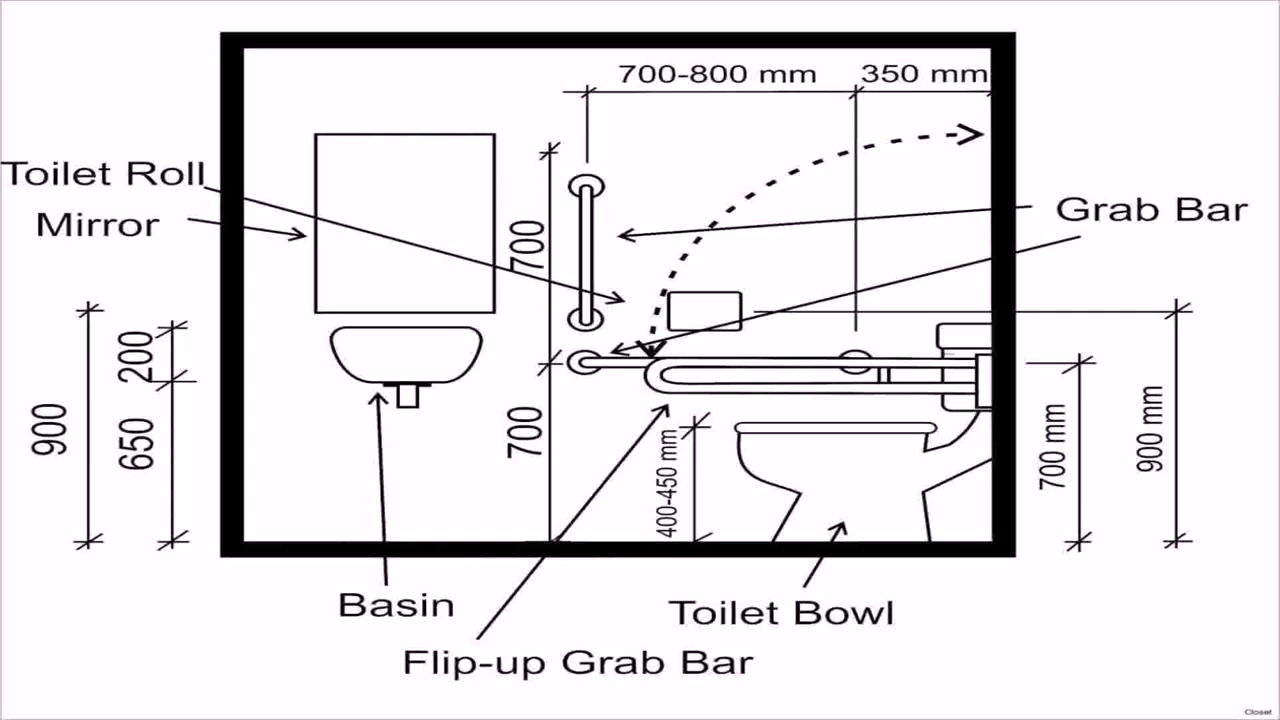 700-800 mm
350 mm
Toilet Roll
Mirror
Grab Bar
700
200
900
650
700
400-450 mm
700 mm
900 mm
Basin
Toilet Bowl
Flip-up Grab Bar
Closet